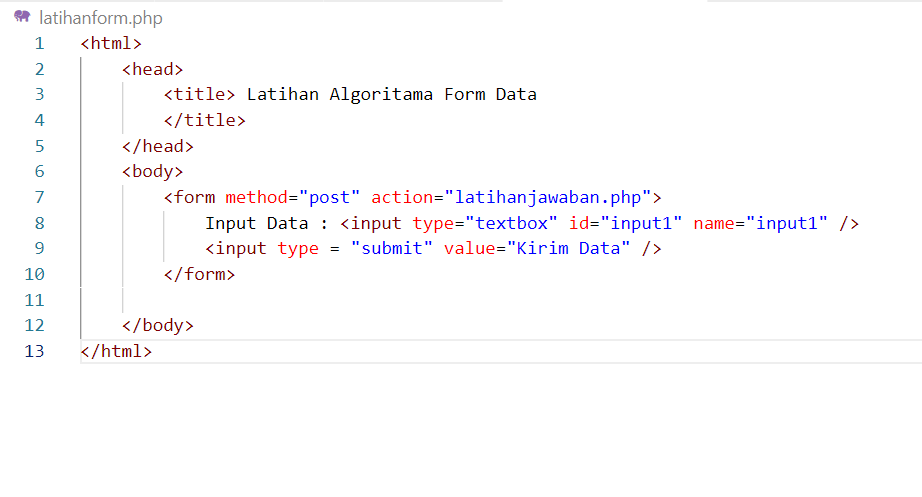 latihanform.php
1 <html>
2 <head>
3 <title> Latihan Algoritama Form Data
4 </title>
5 </head>
6 <body>
7 <form method="post" action="latihanjawaban.php">
8 Input Data : <input type="textbox" id="input1" name="input1" />
9 <input type = "submit" value="Kirim Data" />
10 </form>
11
12 </body>
13 </html>